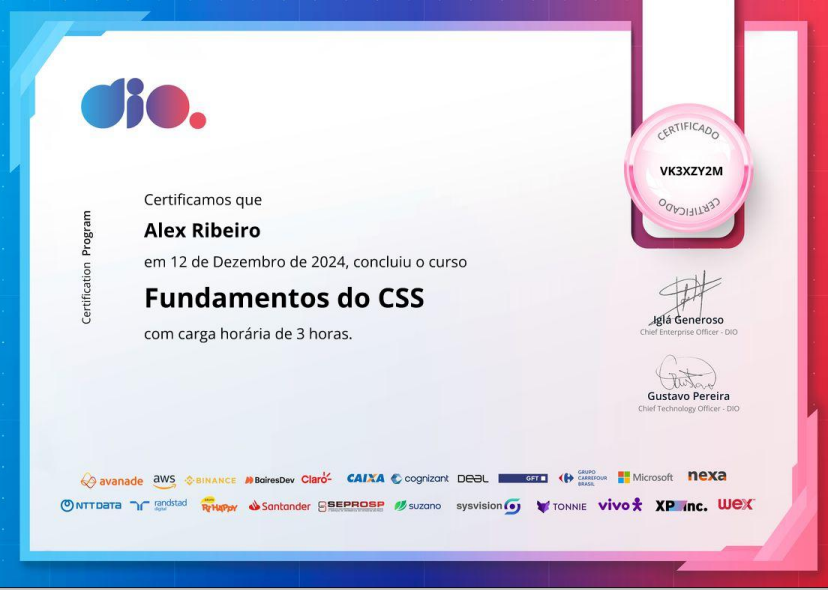 dio.
CERTIFICADO
VK3XZY2M
CERTIFICADO
Certification Program
Certificamos que
Alex Ribeiro
em 12 de Dezembro de 2024, concluiu o curso
Fundamentos do CSS
com carga horária de 3 horas.
Iglá Generoso
Chief Enterprise Officer - DIO
Gustavo Pereira
Chief Technology Officer - DIO
avanade aws BINANCE BairesDev Claro CAIXA cognizant DEAL GFT GRUPO CARREFOUR BRASIL Microsoft nexa
NTT DATA randstad digital Ri HAPPY Santander SEPROSP suzano sysvision TONNIE vivo XP inc. wex